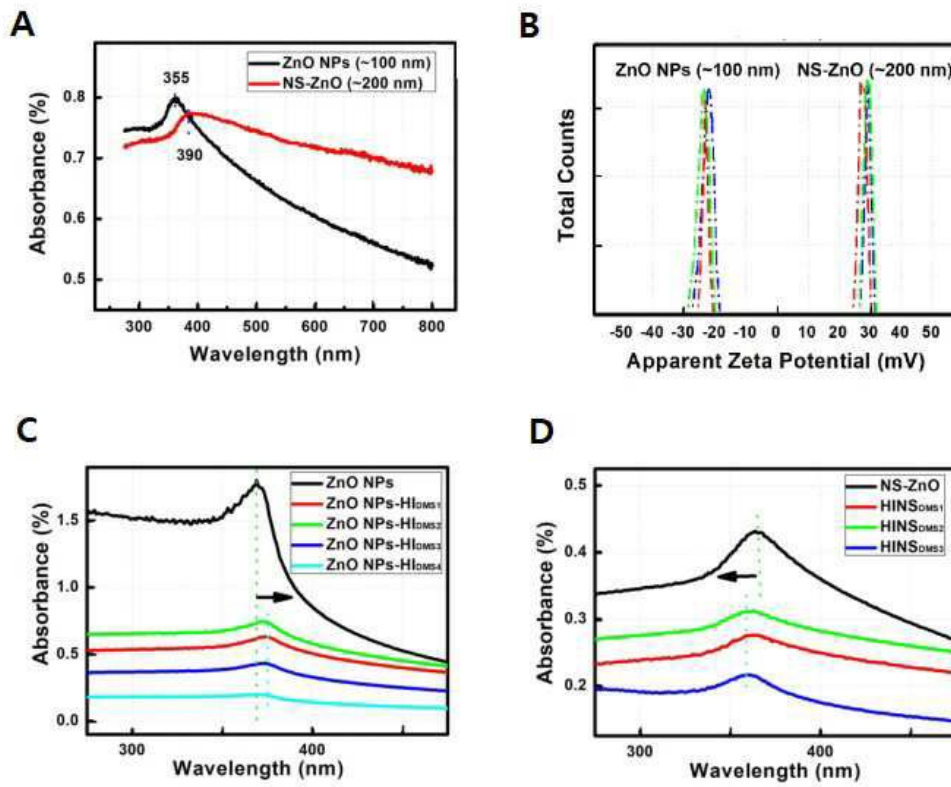 A
ZnO NPs (~100 nm)
NS-ZnO (~200 nm)
355
390
0.8
0.7
0.6
0.5
Absorbance (%)
300 400 500 600 700 800
Wavelength (nm)
B
ZnO NPs (~100 nm) NS-ZnO (~200 nm)
Total Counts
-50 -40 -30 -20 -10 0 10 20 30 40 50
Apparent Zeta Potential (mV)
C
ZnO NPs
ZnO NPs-HIDMS1
ZnO NPs-HIDMS2
ZnO NPs-HIDMS3
ZnO NPs-HIDMS4
1.5
1.0
0.5
0.0
Absorbance (%)
300 400
Wavelength (nm)
D
NS-ZnO
HINSDMS1
HINSDMS2
HINSDMS3
0.5
0.4
0.3
0.2
Absorbance (%)
300 400
Wavelength (nm)